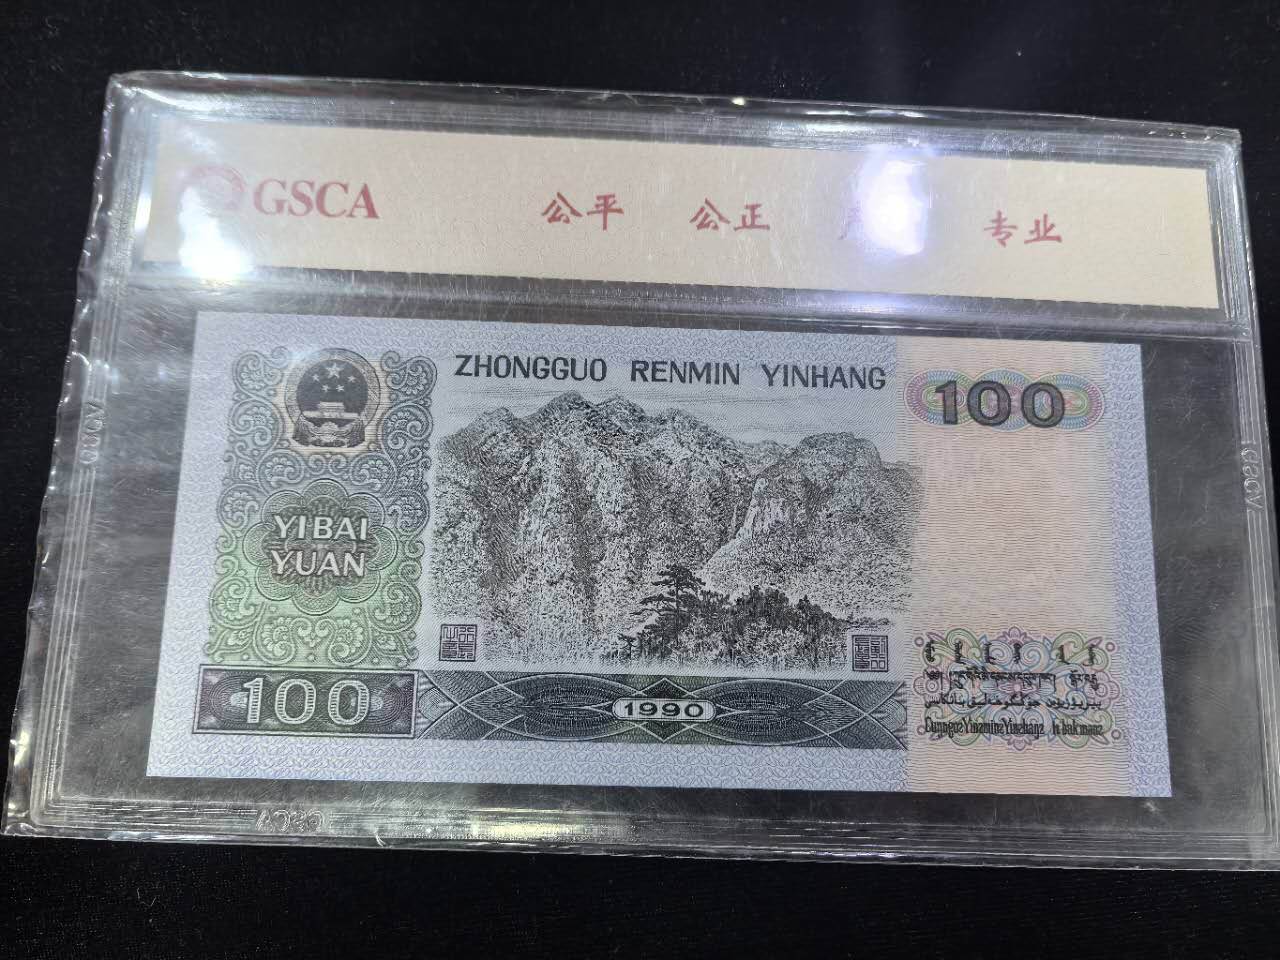 GSCA 公平 公正 专业
ZHONGGUO RENMIN YINHANG
100
YIBAI
YUAN
100
1990